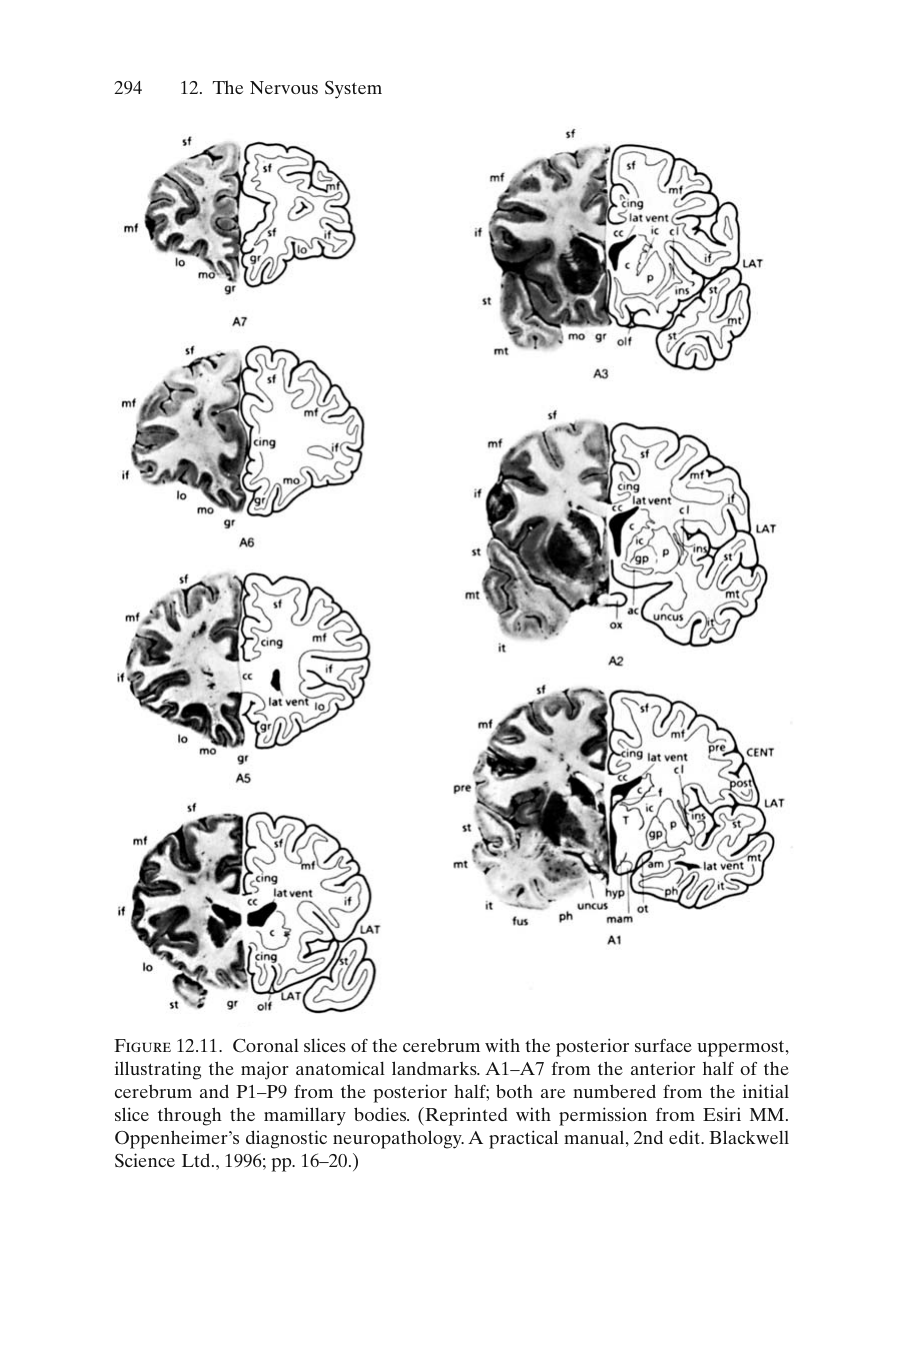 294 12. The Nervous System
sf
mf
lo
mo
gr
sf
mf
sf
if
lo
gr
A7
sf
mf
if
lo
mo
gr
sf
mf
cing
if
mo
gr
A6
sf
mf
if
lo
mo
gr
sf
cing
mf
cc
if
lat vent
lo
gr
A5
sf
mf
if
lo
st
gr
sf
mf
cing
lat vent
cc
if
c
LAT
cing
st
LAT
olf
sf
mf
if
st
mt
mo
gr
olf
sf
mf
cing
lat vent
cc
ic
cl
if
LAT
c
p
ins
st
mt
st
A3
sf
mf
if
st
mt
it
sf
mf
cing
lat vent
if
cc
cl
LAT
c
ic
gp
p
ins
st
mt
ac
uncus
it
ox
A2
sf
mf
pre
st
mt
it
fus
ph
uncus
sf
mf
cing
lat vent
pre
CENT
cl
cc
post
c
f
LAT
ic
T
ins
p
st
gp
am
lat vent
mt
it
ph
hyp
ot
mam
A1
FIGURE 12.11. Coronal slices of the cerebrum with the posterior surface uppermost,
illustrating the major anatomical landmarks. A1–A7 from the anterior half of the
cerebrum and P1–P9 from the posterior half; both are numbered from the initial
slice through the mamillary bodies. (Reprinted with permission from Esiri MM.
Oppenheimer's diagnostic neuropathology. A practical manual, 2nd edit. Blackwell
Science Ltd., 1996; pp. 16–20.)